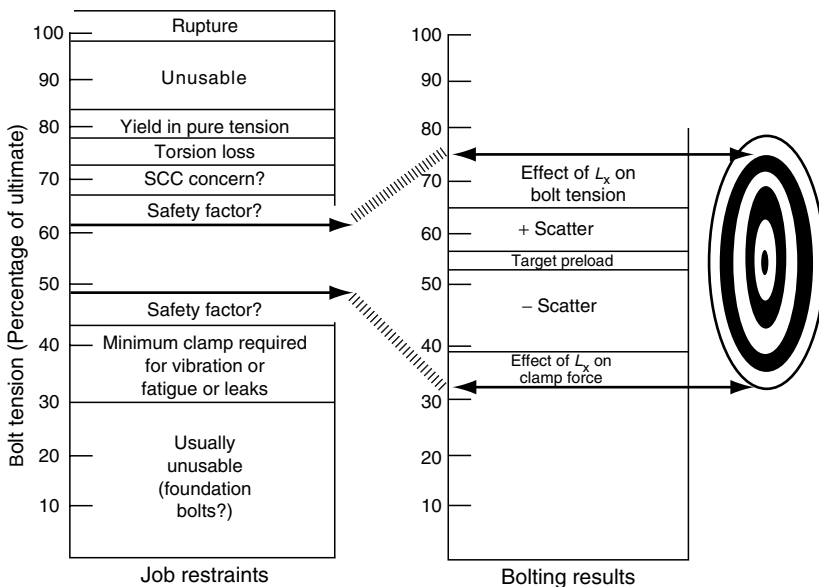 Bolt tension (Percentage of ultimate)
100
90
80
70
60
50
40
30
20
10
Rupture
Unusable
Yield in pure tension
Torsion loss
SCC concern?
Safety factor?
Safety factor?
Minimum clamp required
for vibration or
fatigue or leaks
Usually
unusable
(foundation
bolts?)
Job restraints
100
90
80
70
60
50
40
30
20
10
Effect of Lx on
bolt tension
+ Scatter
Target preload
− Scatter
Effect of Lx on
clamp force
Bolting results